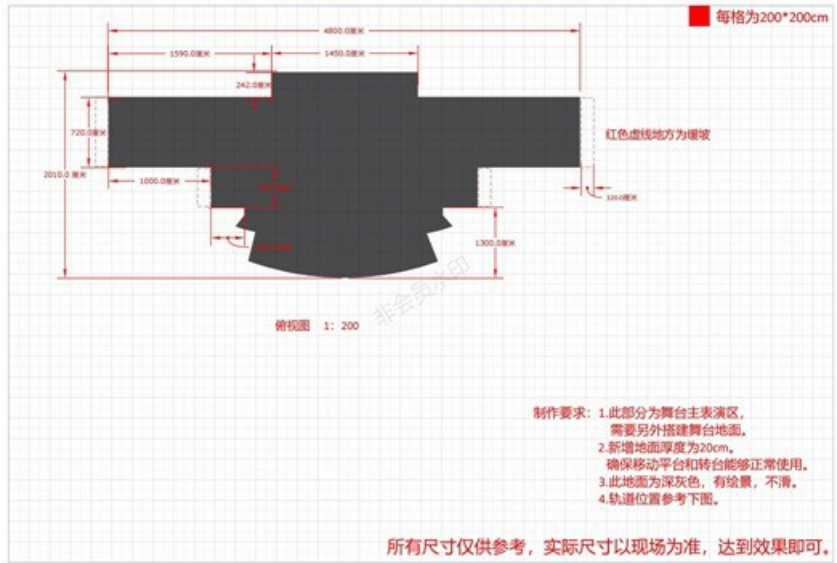 每格为200*200cm
4800.0厘米
1590.0厘米
1450.0厘米
242.0厘米
720.0厘米
红色虚线地方为缓坡
2010.0 厘米
1000.0厘米
1300.0厘米
俯视图 1：200
非会员水印
制作要求：1.此部分为舞台主表演区，
需要另外搭建舞台地面。
2.新增地面厚度为20cm。
确保移动平台和转台能够正常使用。
3.此地面为深灰色，有绘景，不滑。
4.轨道位置参考下图。
所有尺寸仅供参考，实际尺寸以现场为准，达到效果即可。